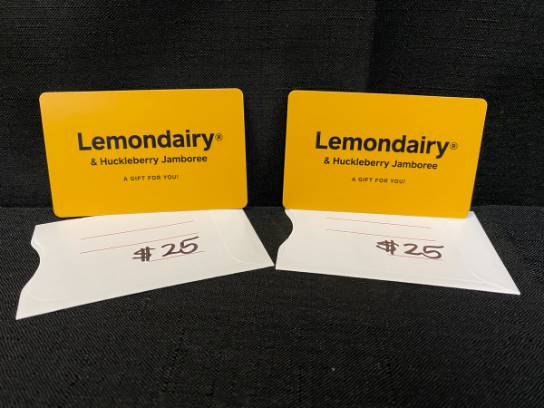 Lemondairy®
& Huckleberry Jamboree
A GIFT FOR YOU!
$25
Lemondairy®
& Huckleberry Jamboree
A GIFT FOR YOU!
$25